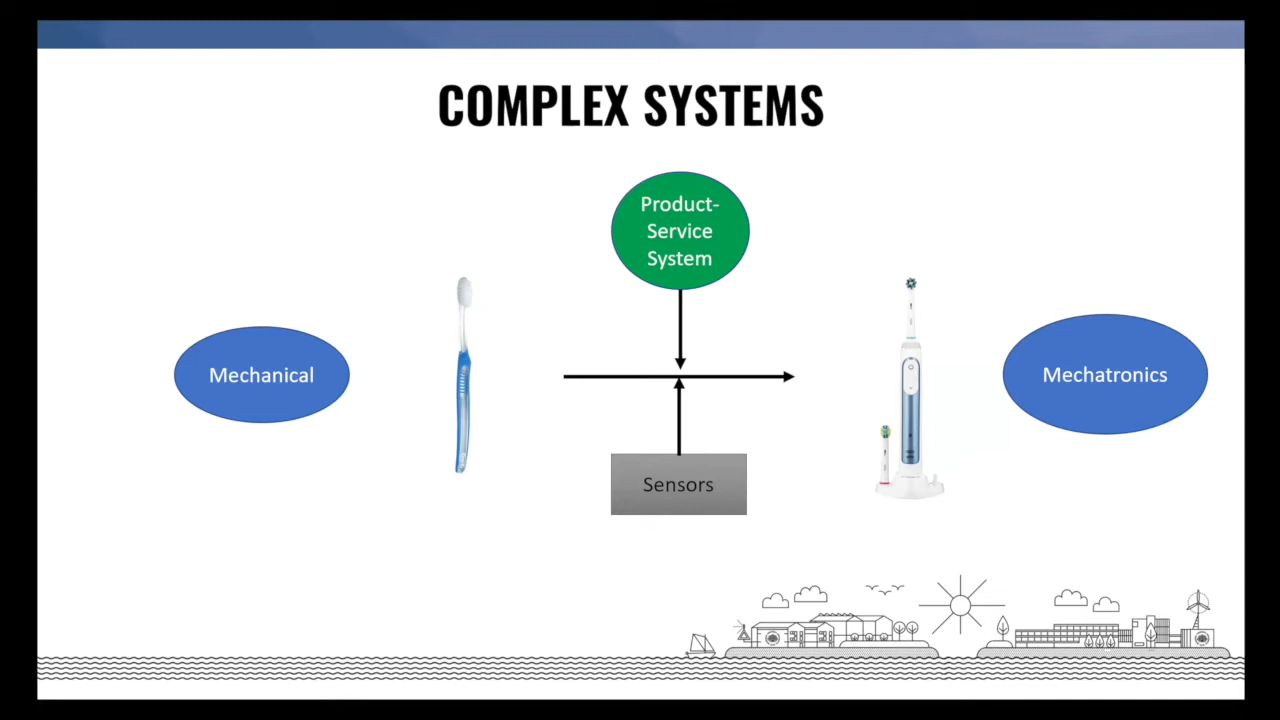 COMPLEX SYSTEMS
Product-
Service
System
Mechanical
Mechatronics
Sensors